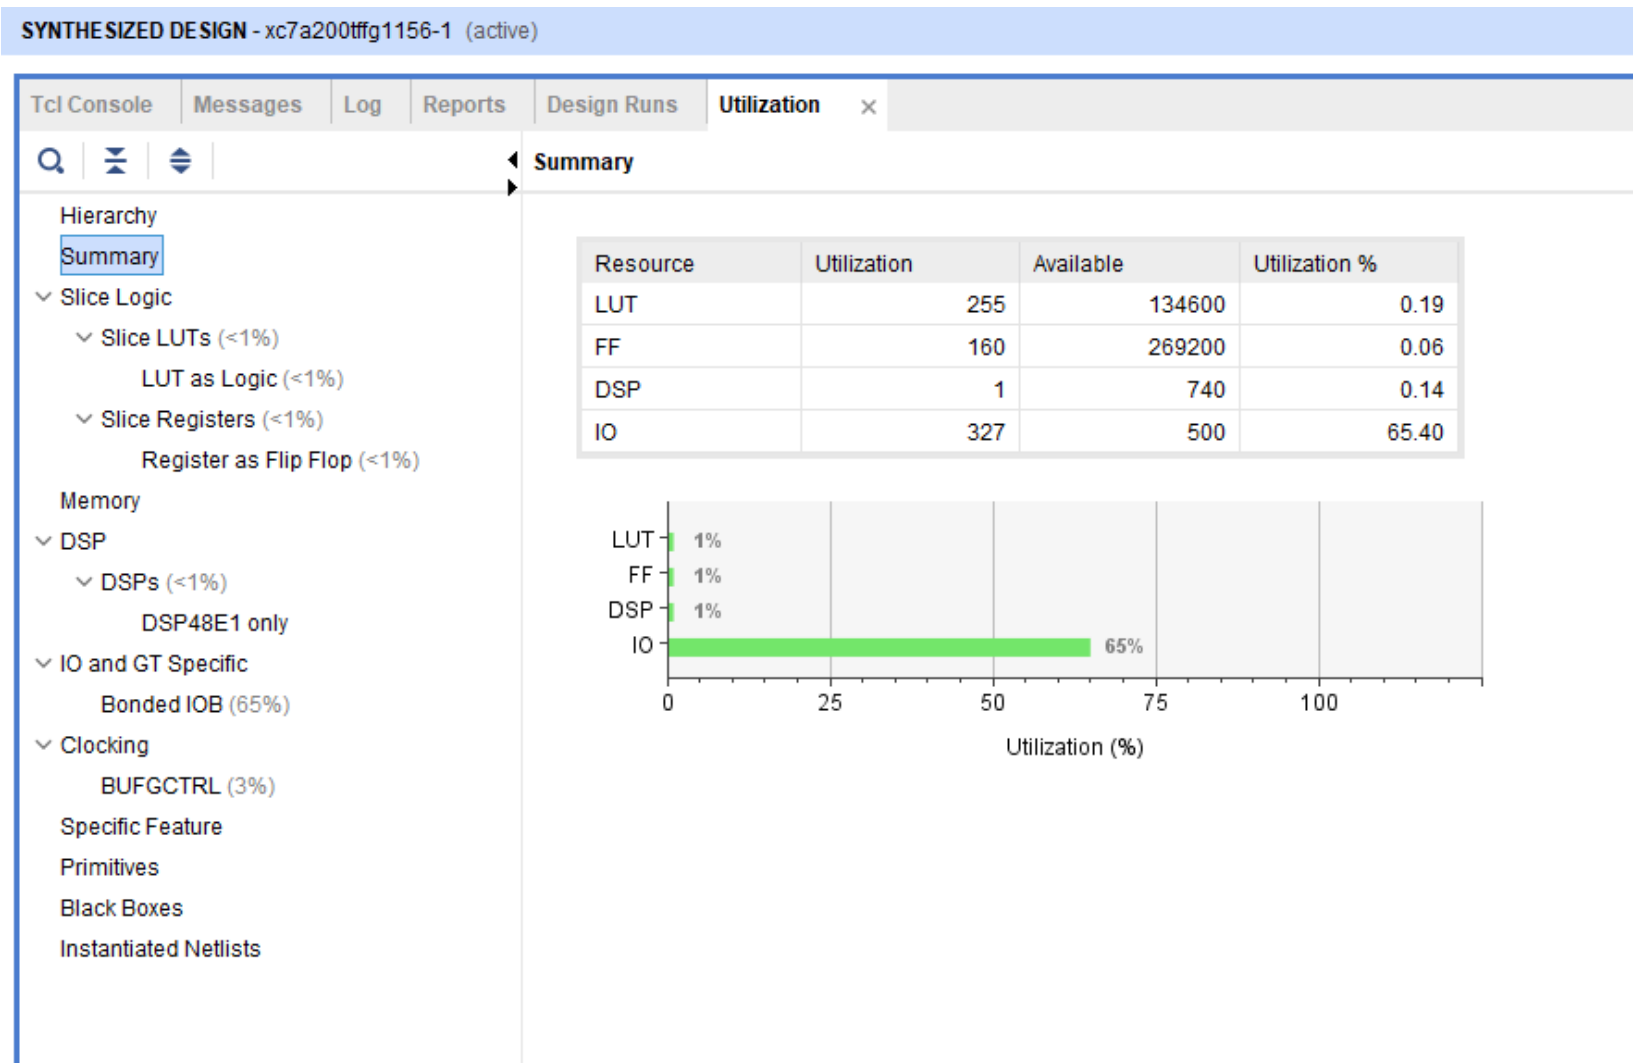 SYNTHESIZED DESIGN - xc7a200tffg1156-1 (active)
Tcl Console Messages Log Reports Design Runs Utilization ×
Summary
Hierarchy
Summary
Slice Logic
Slice LUTs (<1%)
LUT as Logic (<1%)
Slice Registers (<1%)
Register as Flip Flop (<1%)
Memory
DSP
DSPs (<1%)
DSP48E1 only
IO and GT Specific
Bonded IOB (65%)
Clocking
BUFGCTRL (3%)
Specific Feature
Primitives
Black Boxes
Instantiated Netlists
Resource Utilization Available Utilization %
LUT 255 134600 0.19
FF 160 269200 0.06
DSP 1 740 0.14
IO 327 500 65.40
LUT 1%
FF 1%
DSP 1%
IO 65%
0 25 50 75 100
Utilization (%)